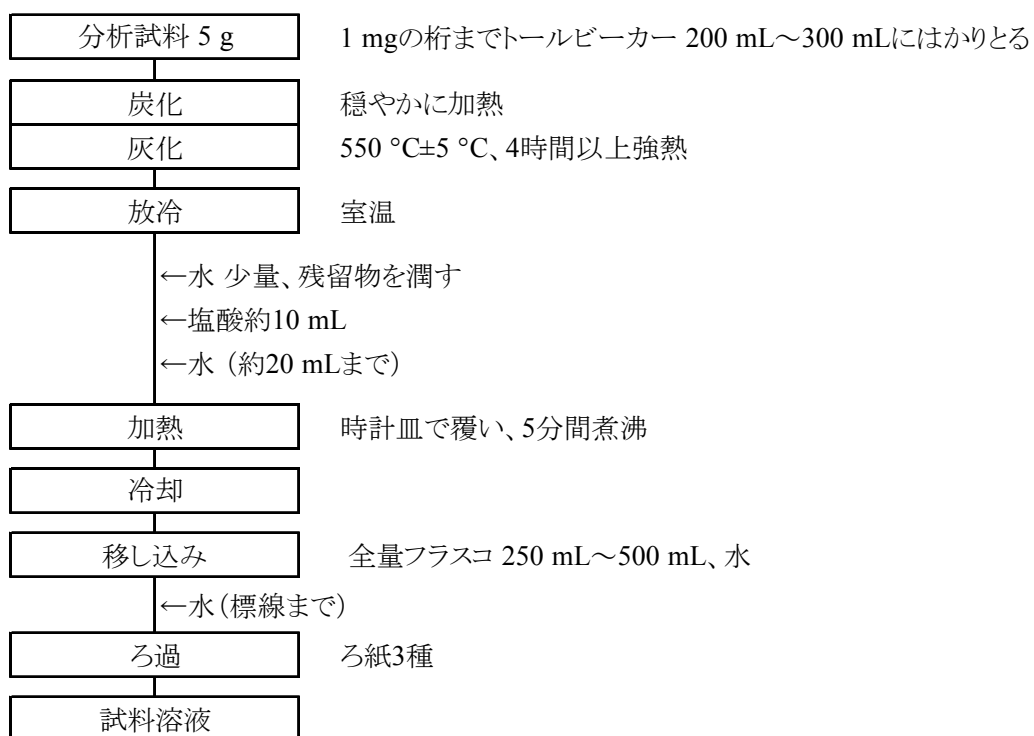 分析試料 5 g 1 mgの桁までトールビーカー 200 mL～300 mLにはかりとる
炭化 穏やかに加熱
灰化 550 °C±5 °C、4時間以上強熱
放冷 室温
←水 少量、残留物を潤す
←塩酸約10 mL
←水（約20 mLまで）
加熱 時計皿で覆い、5分間煮沸
冷却
移し込み 全量フラスコ 250 mL～500 mL、水
←水（標線まで）
ろ過 ろ紙3種
試料溶液